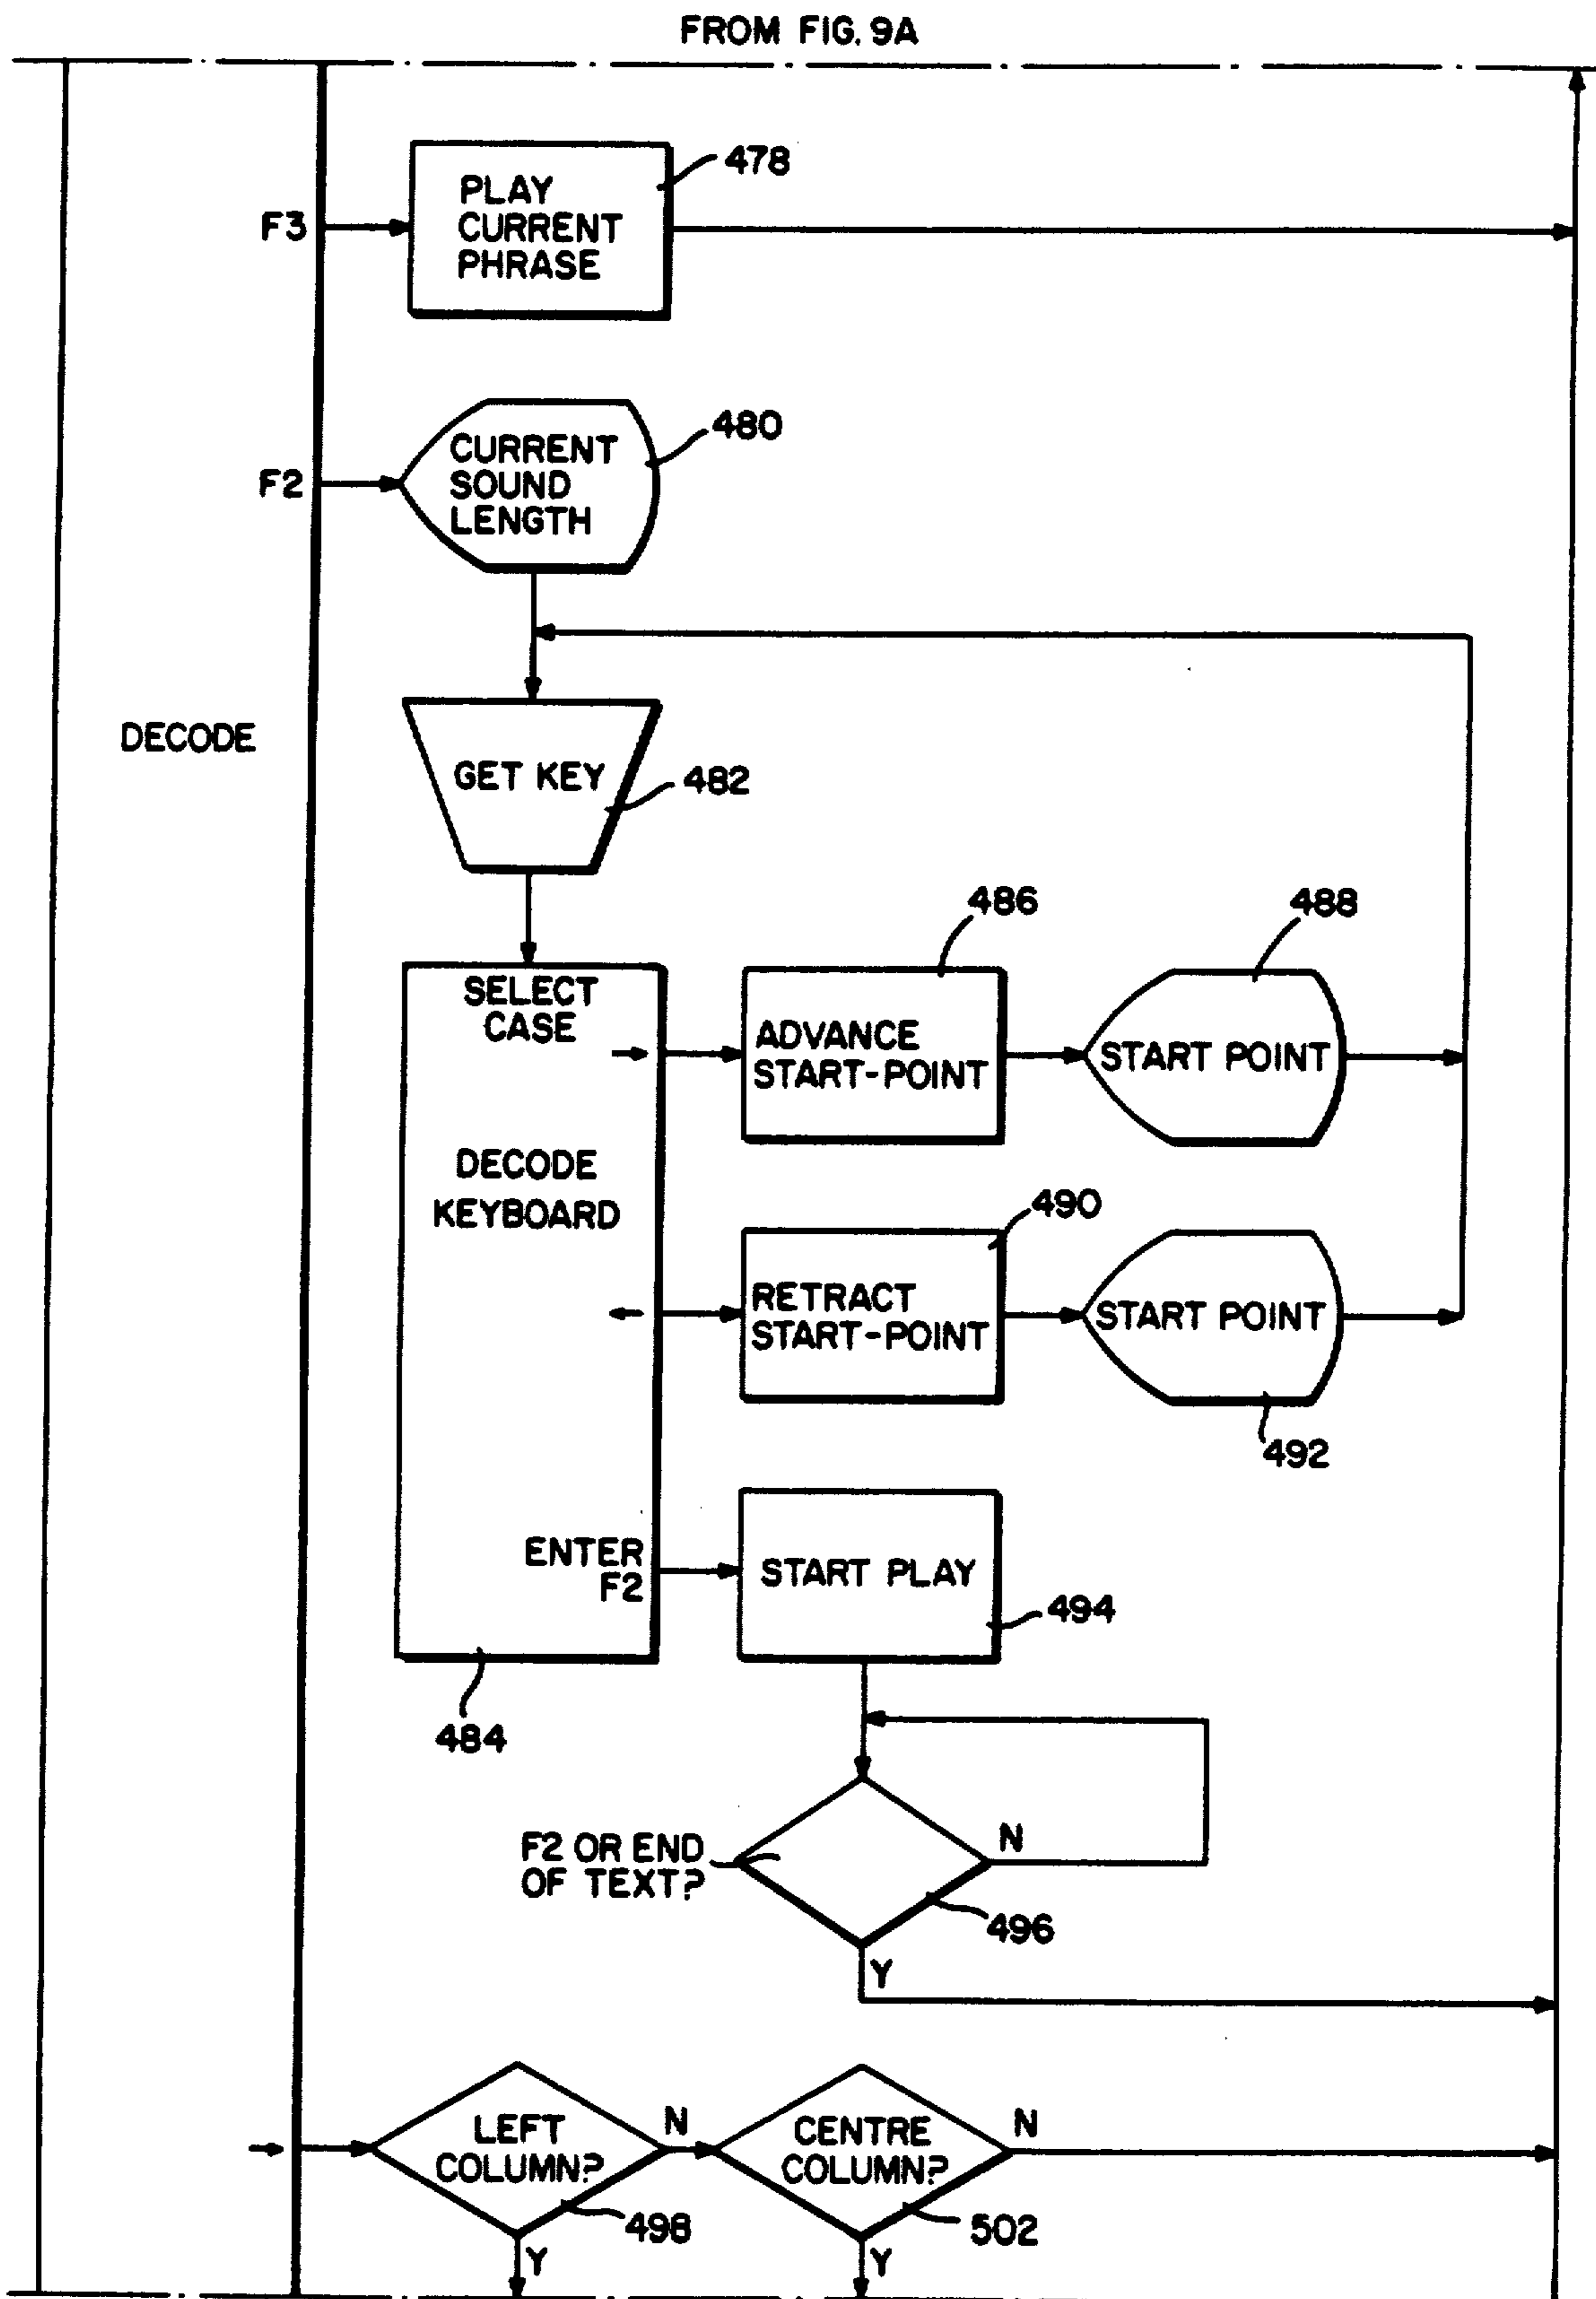 FROM FIG. 9A
478
PLAY
CURRENT
PHRASE
F3
480
CURRENT
SOUND
LENGTH
F2
DECODE
GET KEY
482
486
488
SELECT
CASE
→
ADVANCE
START-POINT
START POINT
DECODE
KEYBOARD
490
←
RETRACT
START-POINT
START POINT
492
ENTER
F2
START PLAY
494
484
F2 OR END
OF TEXT?
N
496
Y
→
LEFT
COLUMN?
N
CENTRE
COLUMN?
N
498
502
Y
Y